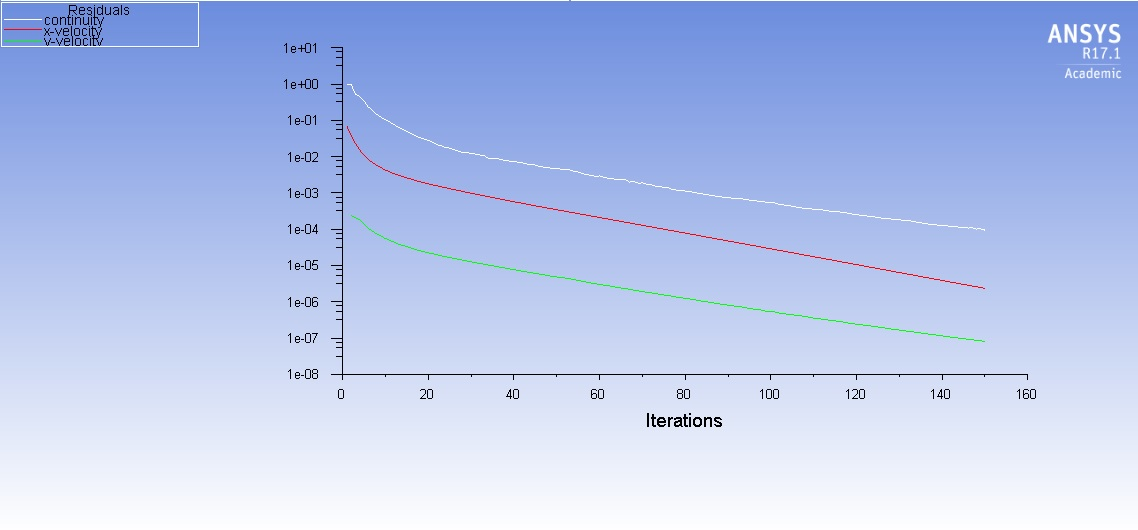 Residuals
continuity
x-velocity
y-velocity
ANSYS
R17.1
Academic
1e+01
1e+00
1e-01
1e-02
1e-03
1e-04
1e-05
1e-06
1e-07
1e-08
0 20 40 60 80 100 120 140 160
Iterations